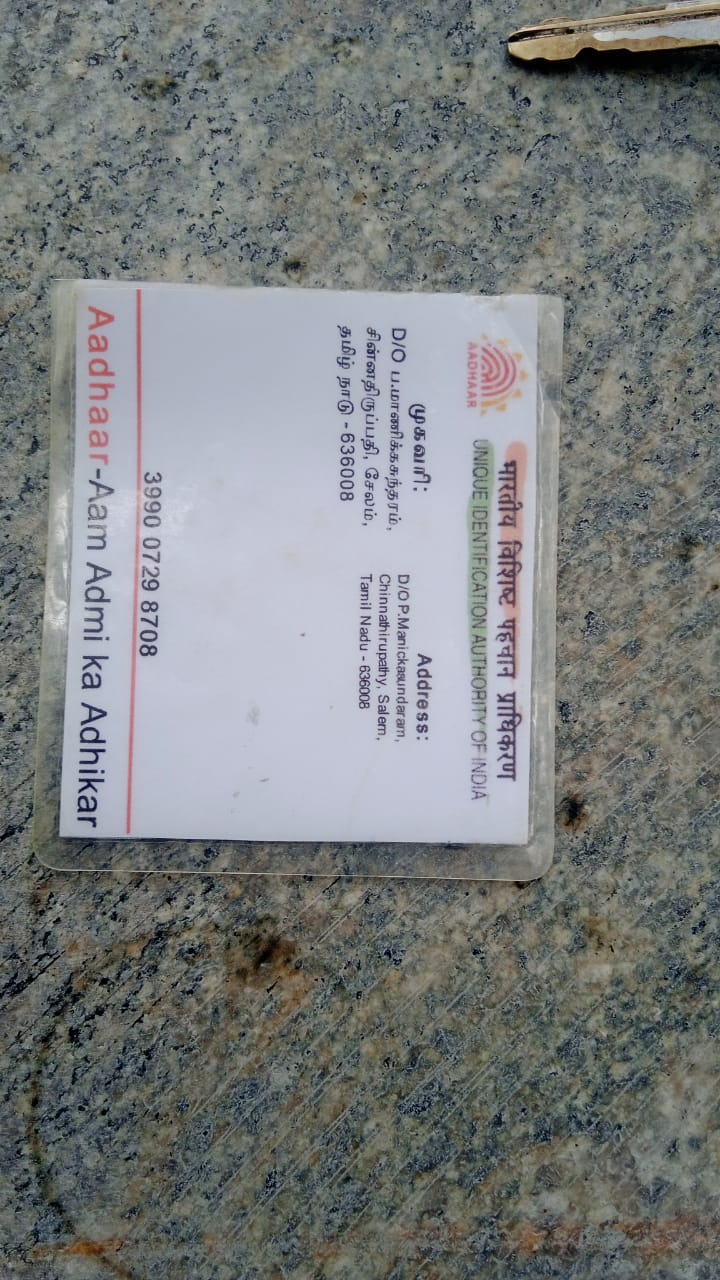 भारतीय विशिष्ट पहचान प्राधिकरण
UNIQUE IDENTIFICATION AUTHORITY OF INDIA
AADHAAR
முகவரி:
D/O ப.மாணிக்கசுந்தரம்,
சின்னதிருப்பதி, சேலம்,
தமிழ் நாடு - 636008
Address:
D/O P.Manickasundaram,
Chinnathirupathy, Salem,
Tamil Nadu - 636008
3990 0729 8708
Aadhaar-Aam Admi ka Adhikar